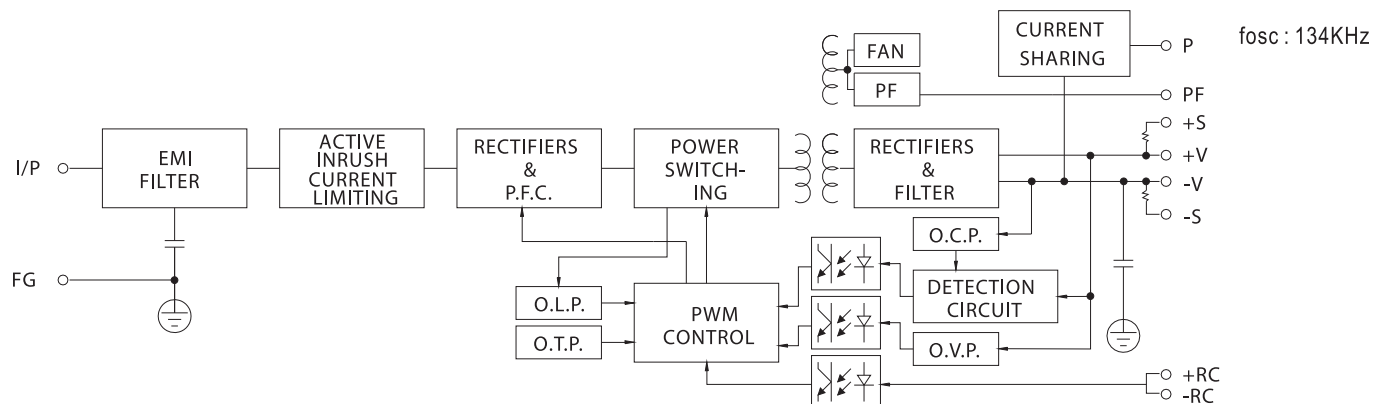 CURRENT
SHARING
P
fosc : 134KHz
FAN
PF
PF
+S
+V
-V
-S
I/P
EMI
FILTER
ACTIVE
INRUSH
CURRENT
LIMITING
RECTIFIERS
&
P.F.C.
POWER
SWITCH-
ING
RECTIFIERS
&
FILTER
O.C.P.
FG
O.L.P.
O.T.P.
PWM
CONTROL
DETECTION
CIRCUIT
O.V.P.
+RC
-RC